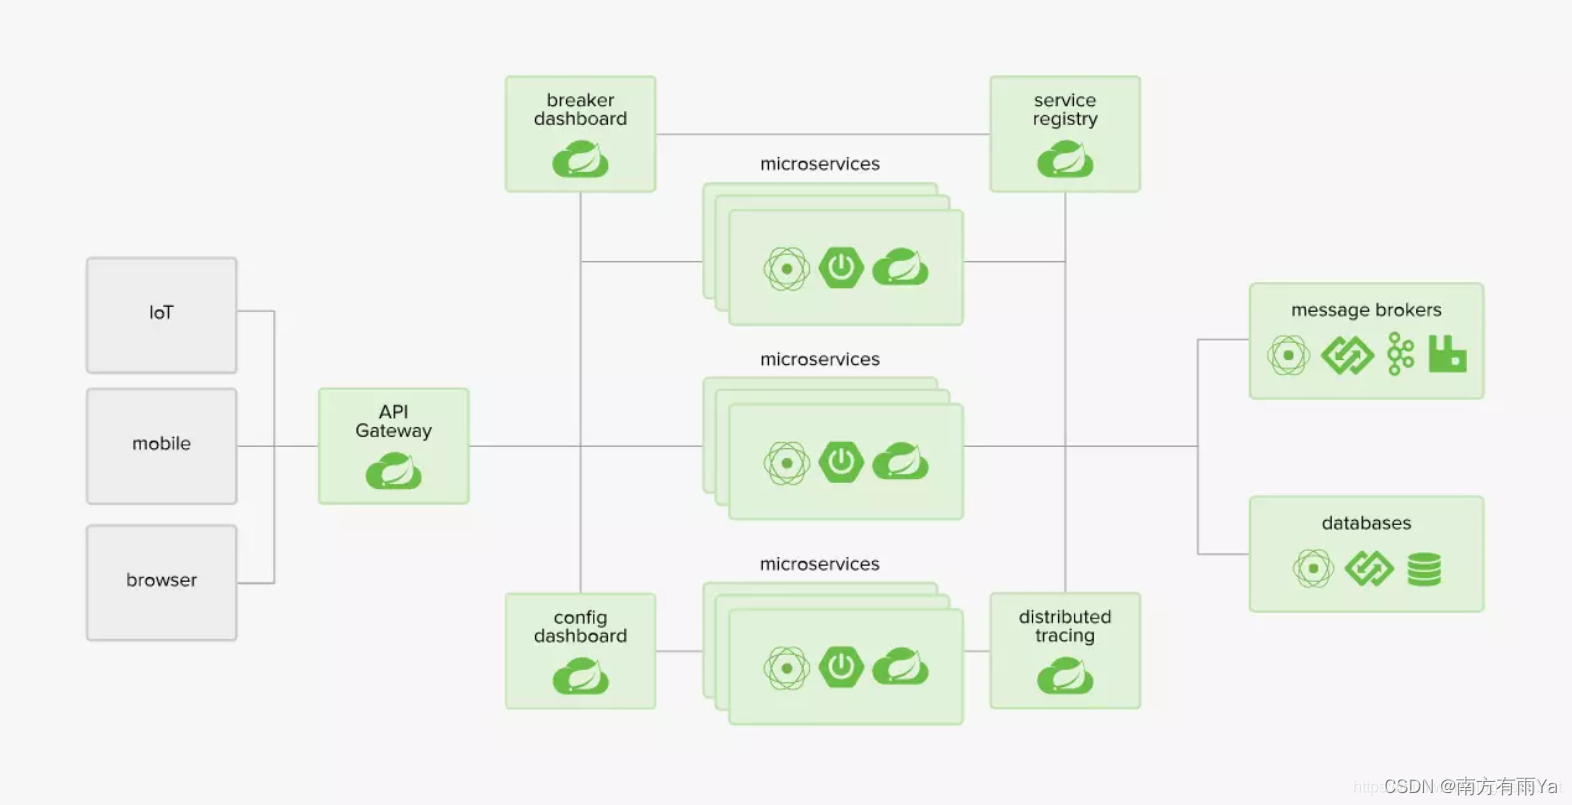 breaker
dashboard
service
registry
microservices
IoT
message brokers
microservices
API
Gateway
mobile
databases
microservices
browser
config
dashboard
distributed
tracing
CSDN @南方有雨Yat